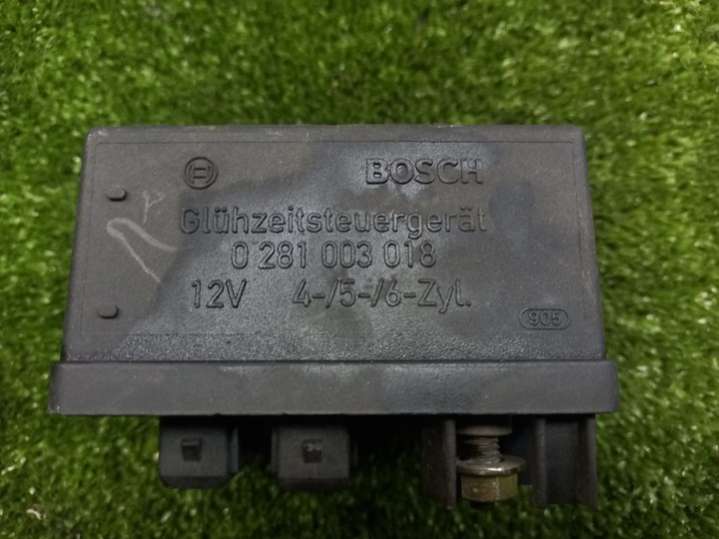 BOSCH
Glühzeitsteuergerät
0 281 003 018
12V 4-/5-/6-Zyl.
905